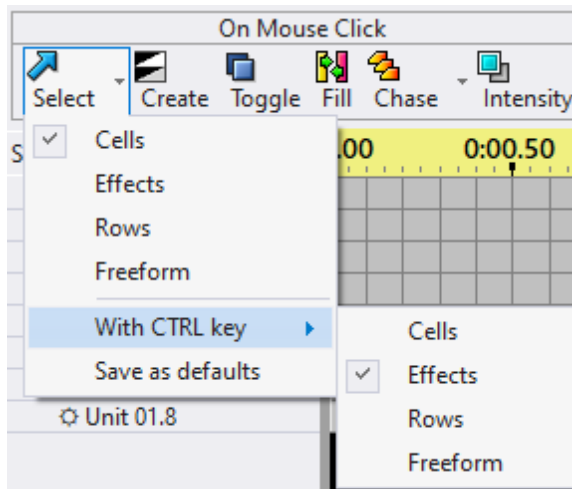 On Mouse Click
Select Create Toggle Fill Chase Intensity
Cells
S .00 0:00.50
Effects
Rows
Freeform
With CTRL key
Cells
Save as defaults
Effects
Unit 01.8
Rows
Freeform